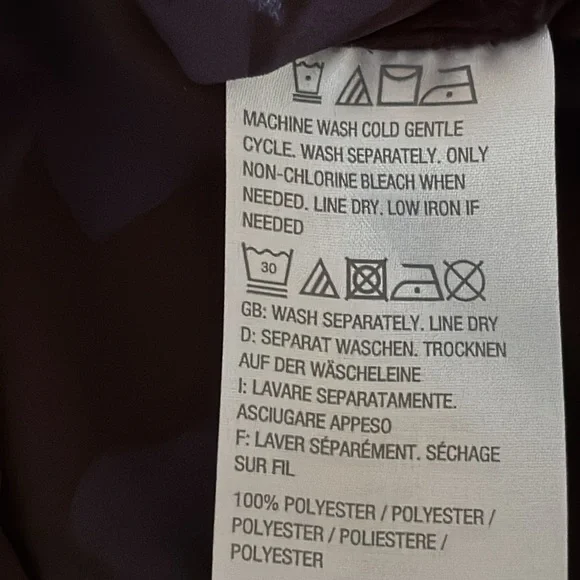 MACHINE WASH COLD GENTLE
CYCLE. WASH SEPARATELY. ONLY
NON-CHLORINE BLEACH WHEN
NEEDED. LINE DRY. LOW IRON IF
NEEDED
30
GB: WASH SEPARATELY. LINE DRY
D: SEPARAT WASCHEN. TROCKNEN
AUF DER WÄSCHELEINE
I: LAVARE SEPARATAMENTE.
ASCIUGARE APPESO
F: LAVER SÉPARÉMENT. SÉCHAGE
SUR FIL
100% POLYESTER / POLYESTER /
POLYESTER / POLIESTERE /
POLYESTER